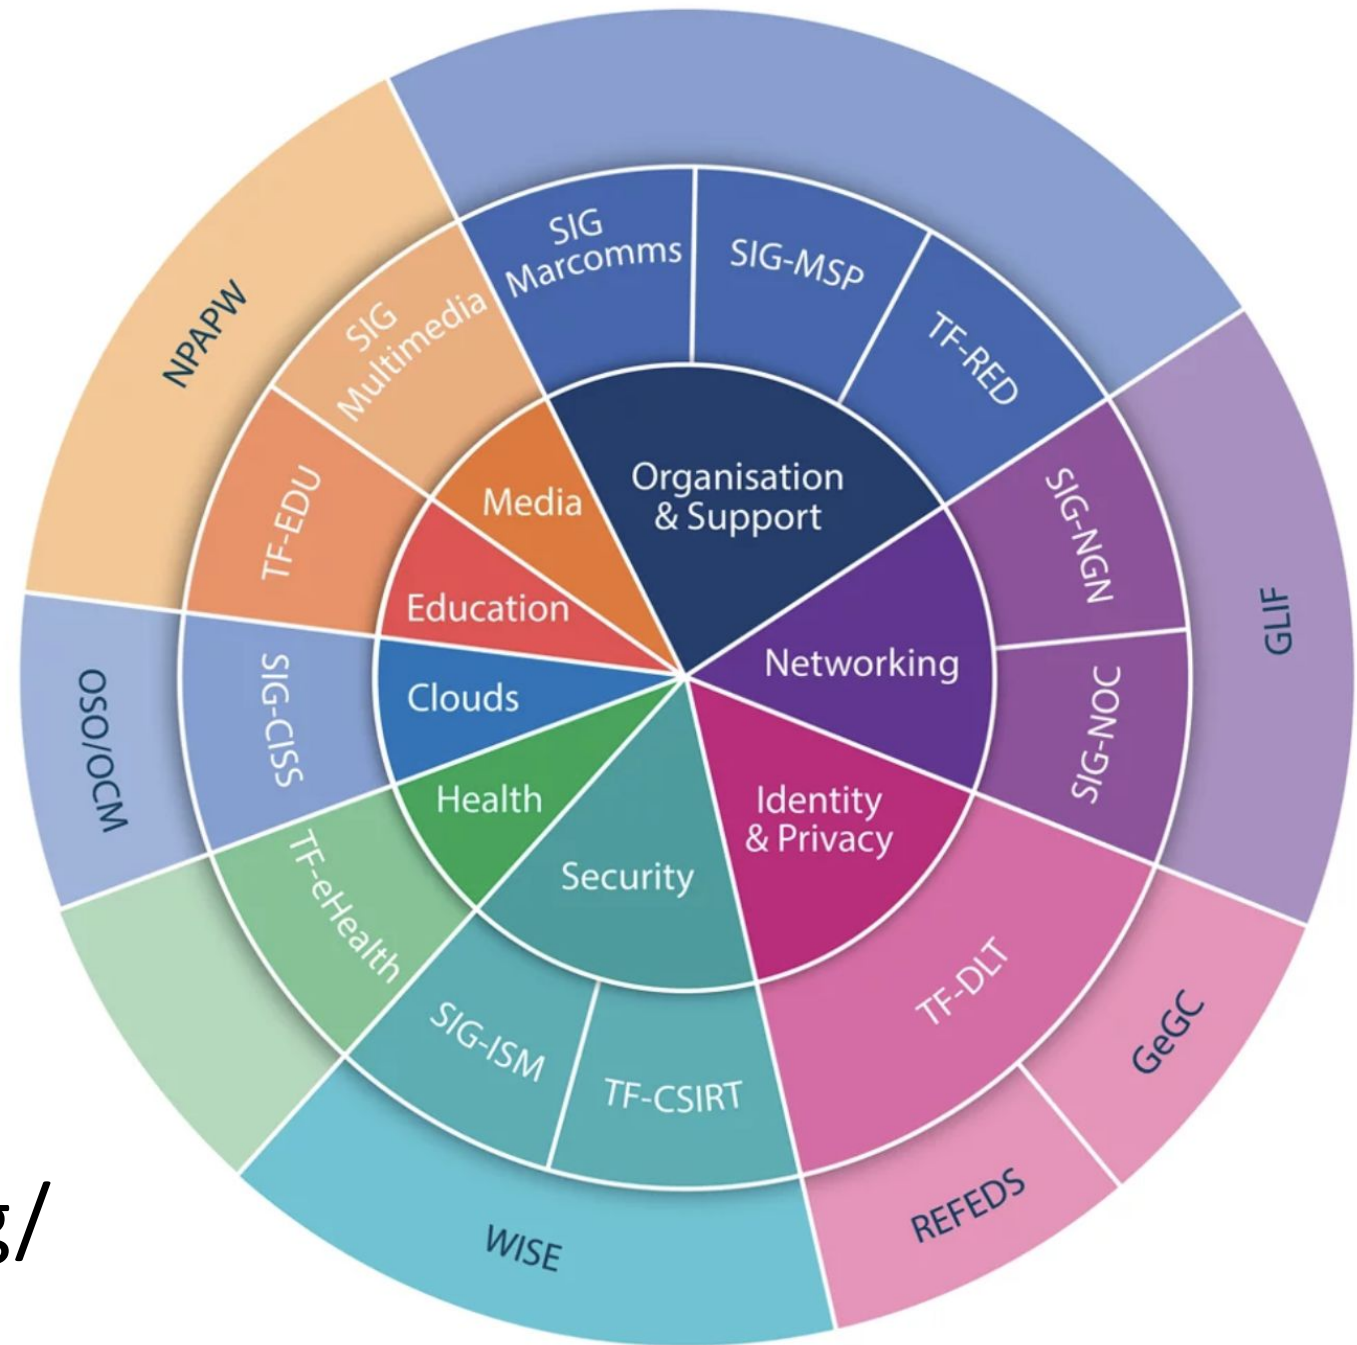 SIG
Marcomms
SIG-MSP
TF-RED
SIG
Multimedia
NPAPW
TF-EDU
Media
Organisation
& Support
SIG-NGN
GLIF
Education
Networking
Clouds
SIG-CISS
OSO/OCM
SIG-NOC
Health
Identity
& Privacy
Security
TF-eHealth
TF-DLT
GeGC
SIG-ISM
TF-CSIRT
REFEDS
WISE
g/